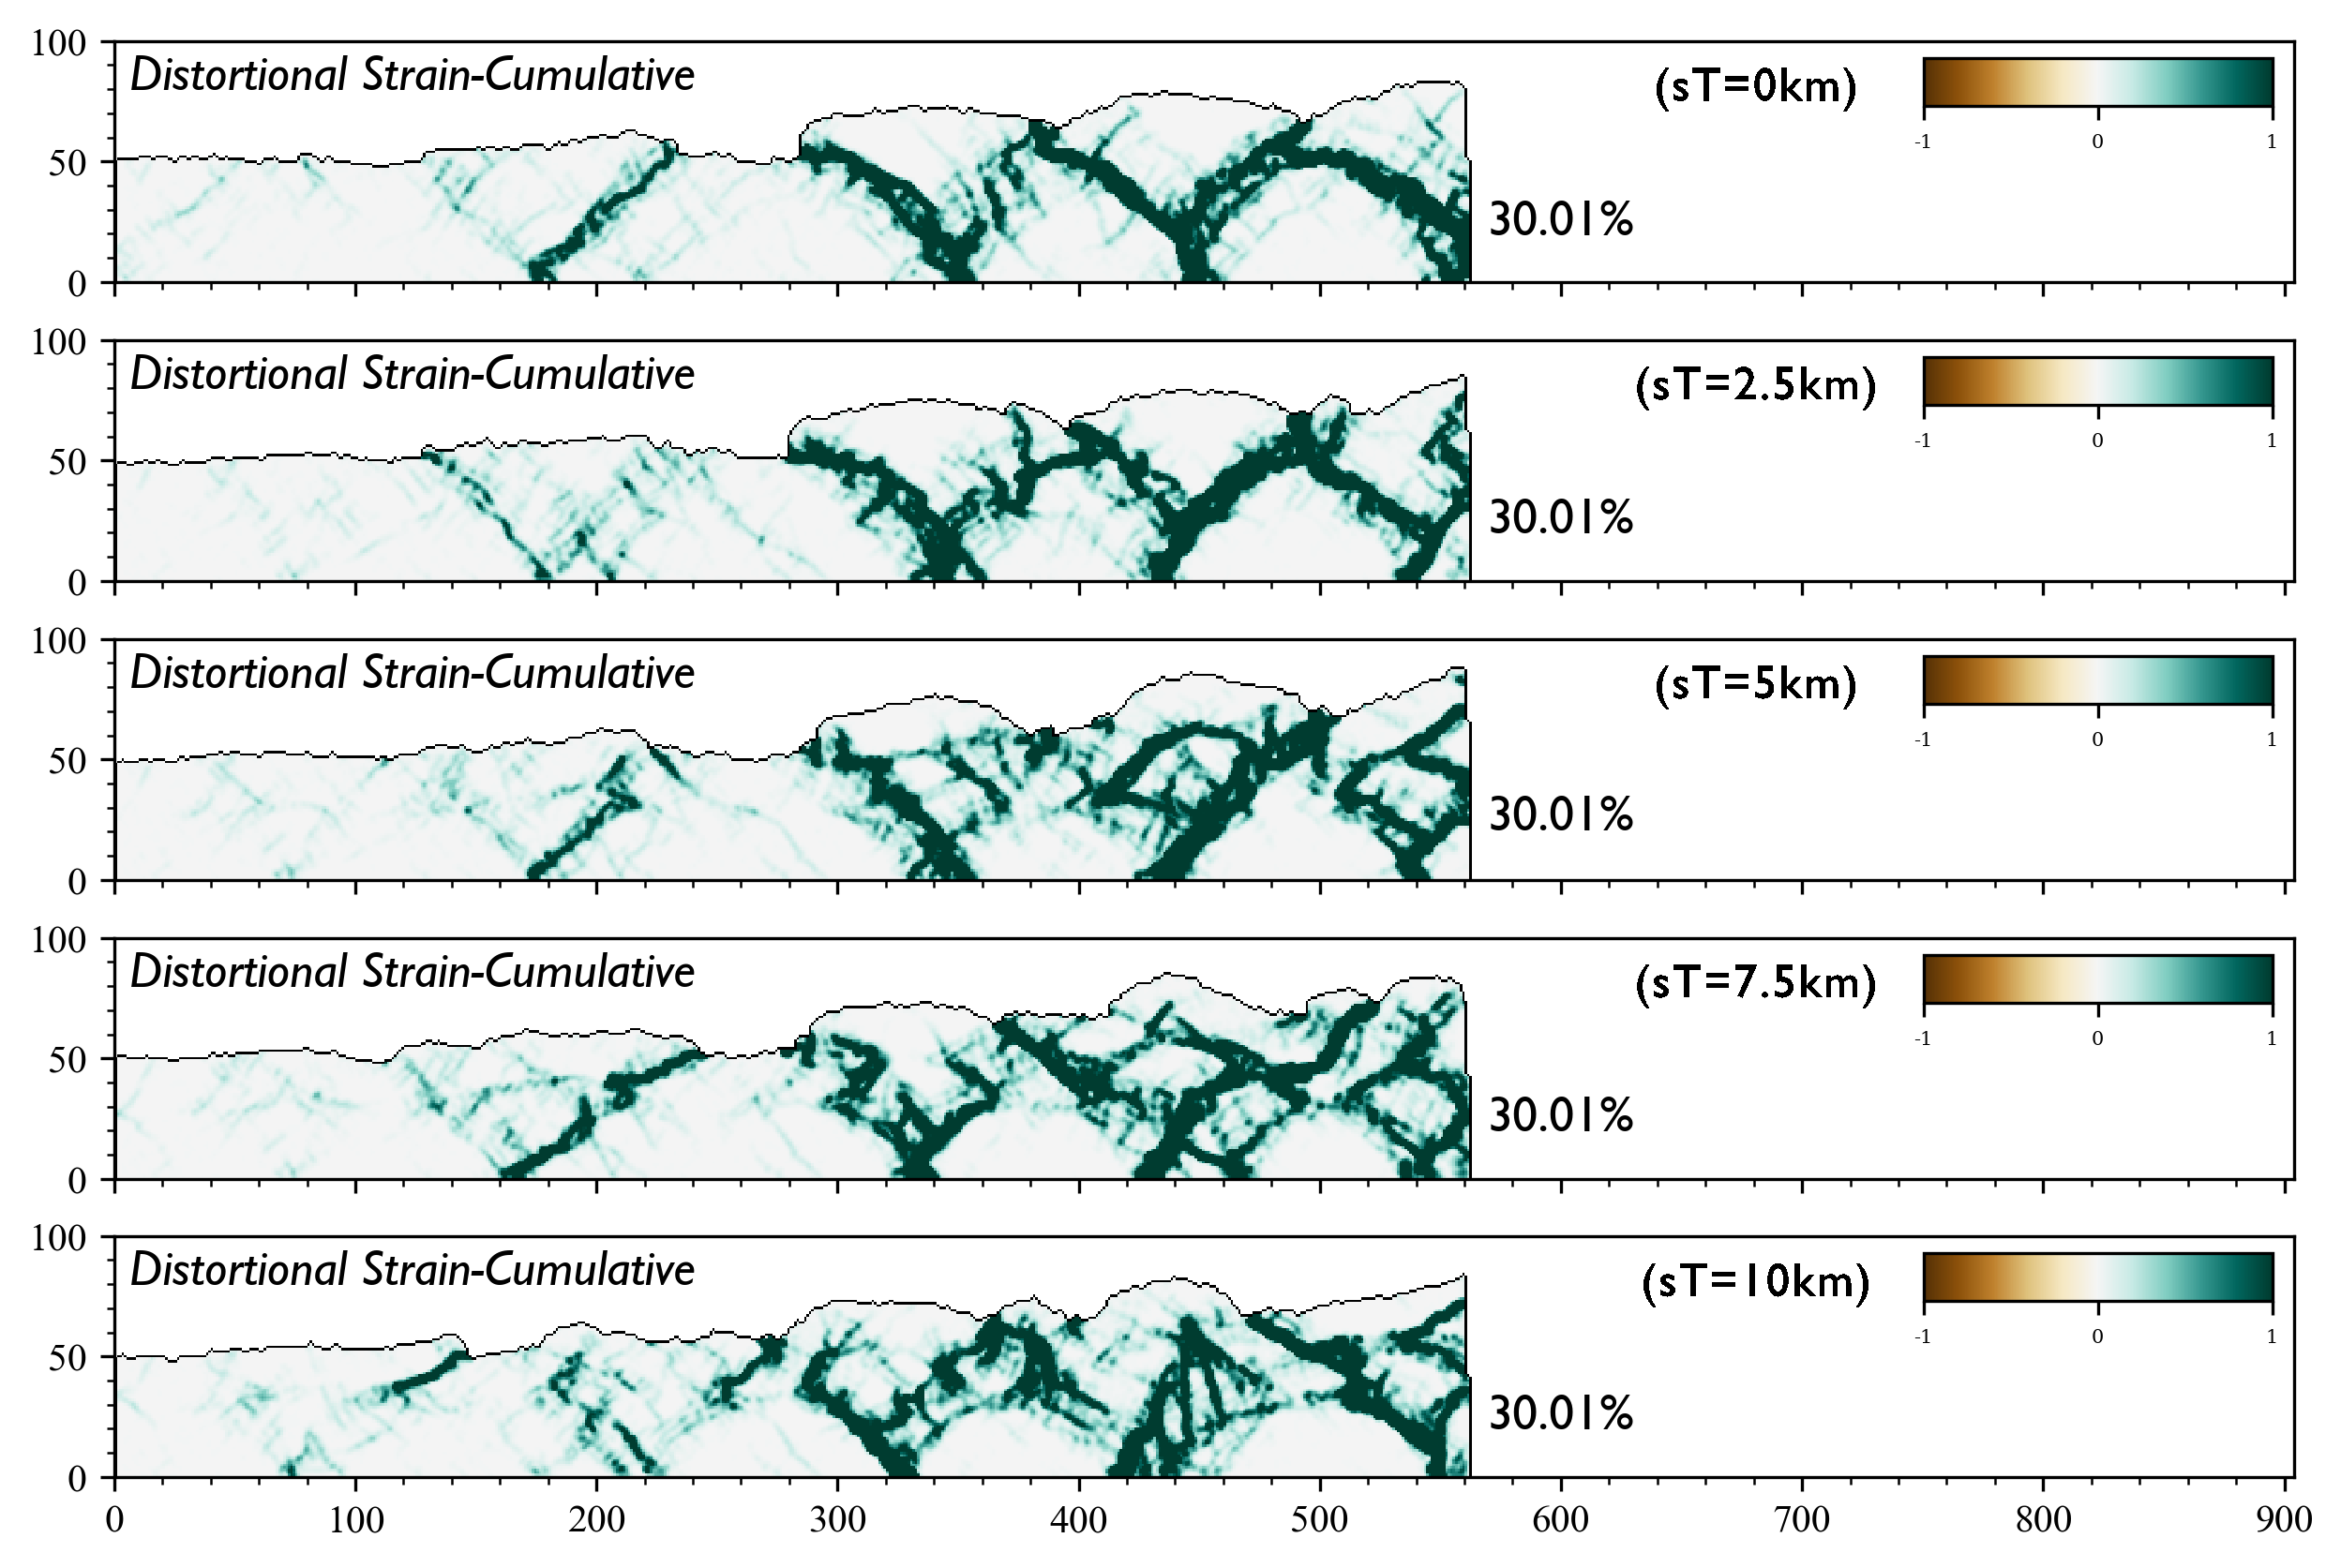 100
Distortional Strain-Cumulative
(sT=0km)
-1 0 1
50
30.01%
0
100
Distortional Strain-Cumulative
(sT=2.5km)
-1 0 1
50
30.01%
0
100
Distortional Strain-Cumulative
(sT=5km)
-1 0 1
50
30.01%
0
100
Distortional Strain-Cumulative
(sT=7.5km)
-1 0 1
50
30.01%
0
100
Distortional Strain-Cumulative
(sT=10km)
-1 0 1
50
30.01%
0
0 100 200 300 400 500 600 700 800 900